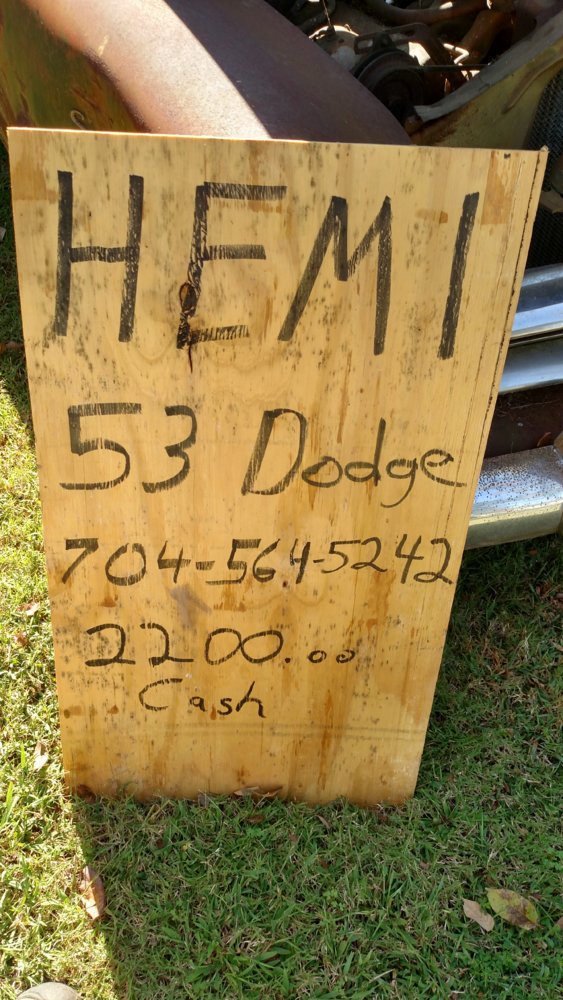 HEMI
53 Dodge
704-564-5242
2200.00
Cash